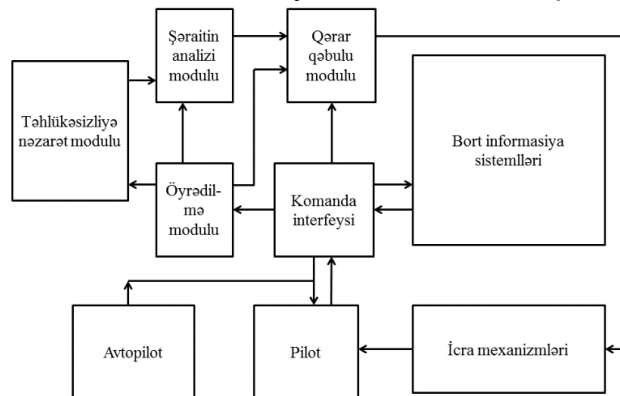 Şəraitin
analizi
modulu
Qərar
qəbulu
modulu
Təhlükəsizliyə
nəzarət modulu
Bort informasiya
sistemlləri
Öyrədil-
mə
modulu
Komanda
interfeysi
Avtopilot
Pilot
İcra mexanizmləri